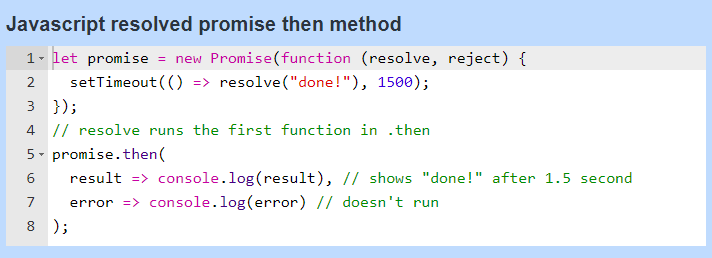 Javascript resolved promise then method
1 let promise = new Promise(function (resolve, reject) {
2   setTimeout(() => resolve("done!"), 1500);
3 });
4 // resolve runs the first function in .then
5 promise.then(
6   result => console.log(result), // shows "done!" after 1.5 second
7   error => console.log(error) // doesn't run
8 );